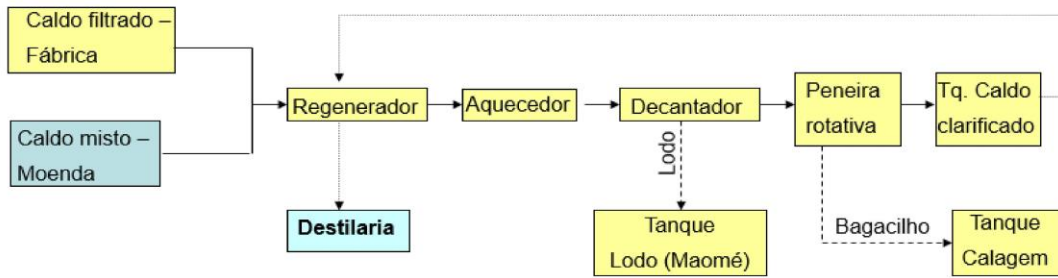 Caldo filtrado –
Fábrica
Caldo misto –
Moenda
Regenerador
Aquecedor
Decantador
Peneira
rotativa
Tq. Caldo
clarificado
Lodo
Destilaria
Tanque
Lodo (Maomé)
Bagacilho
Tanque
Calagem